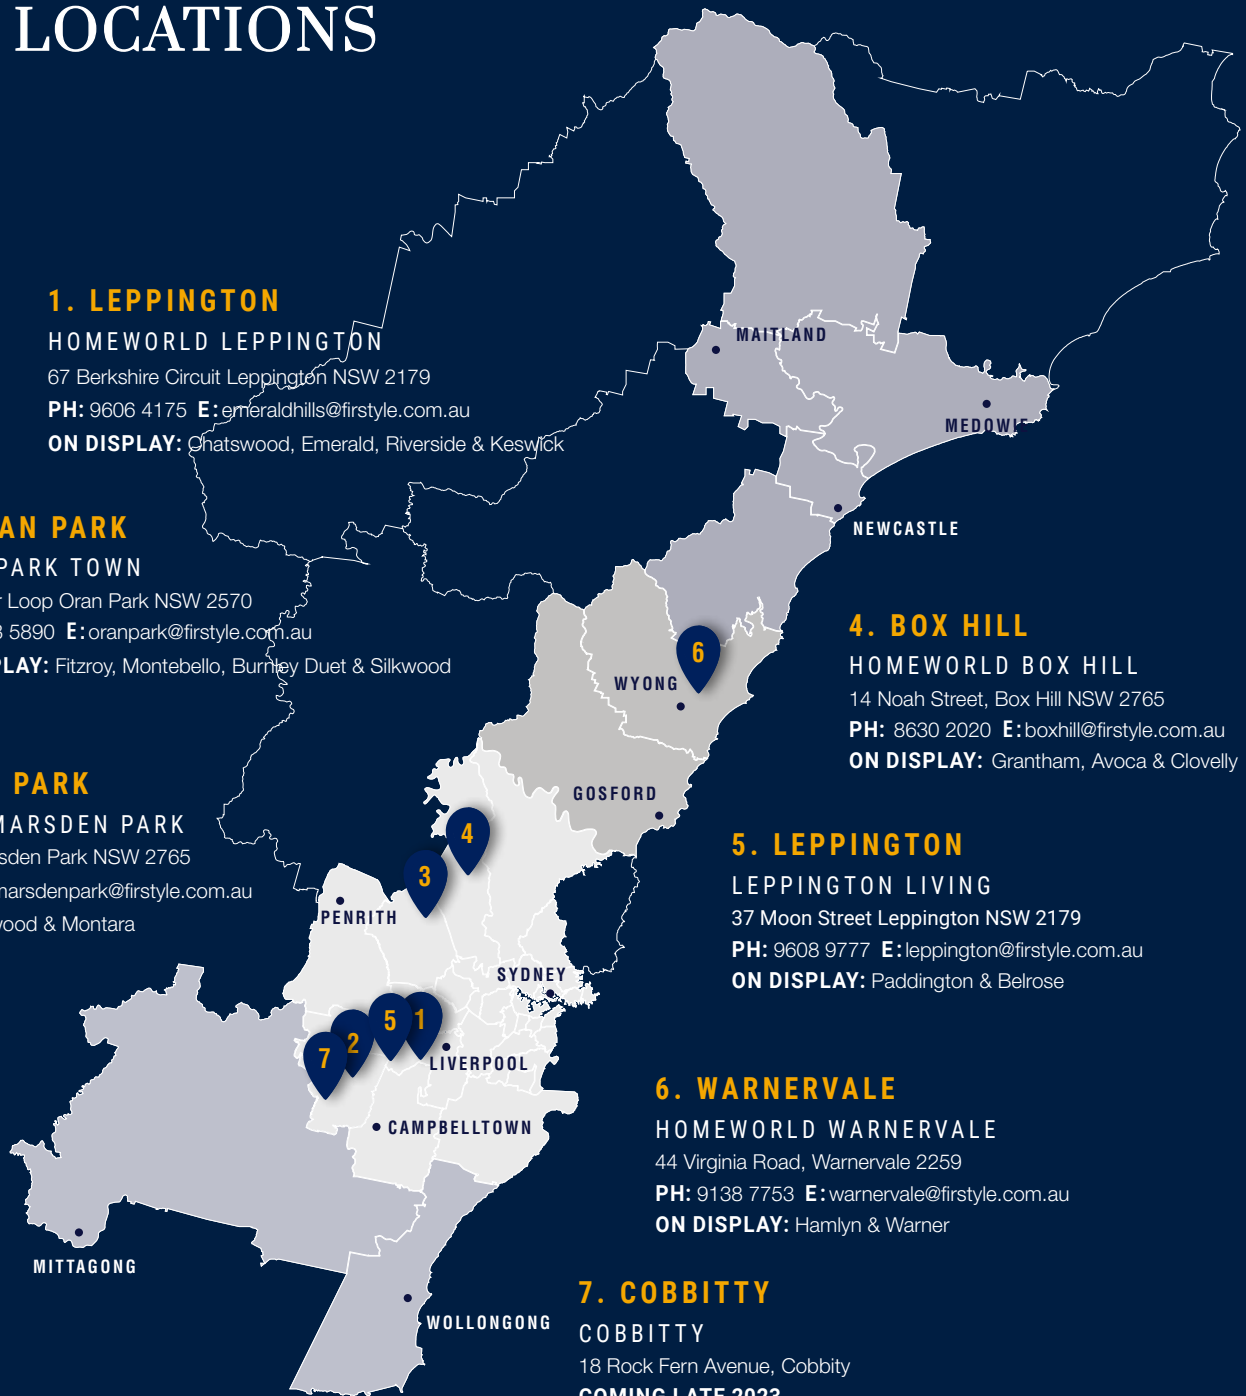 LOCATIONS
1. LEPPINGTON
HOMEWORLD LEPPINGTON
67 Berkshire Circuit Leppington NSW 2179
PH: 9606 4175 E: emeraldhills@firstyle.com.au
ON DISPLAY: Chatswood, Emerald, Riverside & Keswick
AN PARK
PARK TOWN
Loop Oran Park NSW 2570
5890 E: oranpark@firstyle.com.au
LAY: Fitzroy, Montebello, Burnley Duet & Silkwood
PARK
MARSDEN PARK
sden Park NSW 2765
marsdenpark@firstyle.com.au
wood & Montara
4. BOX HILL
HOMEWORLD BOX HILL
14 Noah Street, Box Hill NSW 2765
PH: 8630 2020 E: boxhill@firstyle.com.au
ON DISPLAY: Grantham, Avoca & Clovelly
5. LEPPINGTON
LEPPINGTON LIVING
37 Moon Street Leppington NSW 2179
PH: 9608 9777 E: leppington@firstyle.com.au
ON DISPLAY: Paddington & Belrose
6. WARNERVALE
HOMEWORLD WARNERVALE
44 Virginia Road, Warnervale 2259
PH: 9138 7753 E: warnervale@firstyle.com.au
ON DISPLAY: Hamlyn & Warner
7. COBBITTY
COBBITTY
18 Rock Fern Avenue, Cobbity
COMING LATE 2023
MAITLAND
MEDOWIE
NEWCASTLE
6
WYONG
GOSFORD
4
3
PENRITH
SYDNEY
5
1
2
7
LIVERPOOL
CAMPBELLTOWN
MITTAGONG
WOLLONGONG